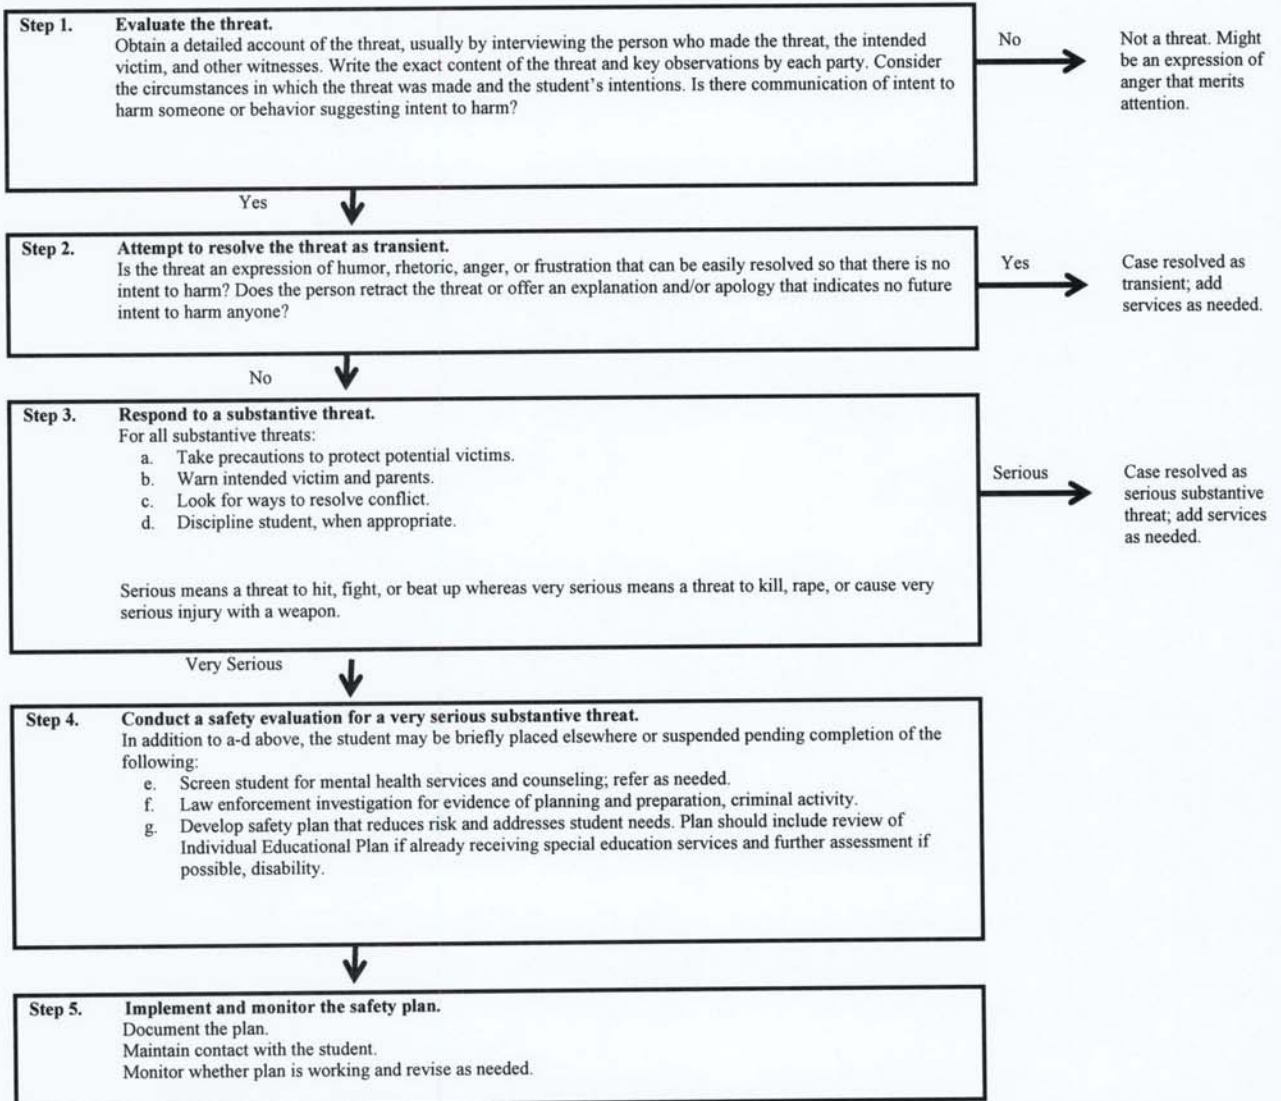 Step 1. Evaluate the threat.
Obtain a detailed account of the threat, usually by interviewing the person who made the threat, the intended
victim, and other witnesses. Write the exact content of the threat and key observations by each party. Consider
the circumstances in which the threat was made and the student's intentions. Is there communication of intent to
harm someone or behavior suggesting intent to harm?
No
Not a threat. Might
be an expression of
anger that merits
attention.
Yes
Step 2. Attempt to resolve the threat as transient.
Is the threat an expression of humor, rhetoric, anger, or frustration that can be easily resolved so that there is no
intent to harm? Does the person retract the threat or offer an explanation and/or apology that indicates no future
intent to harm anyone?
Yes
Case resolved as
transient; add
services as needed.
No
Step 3. Respond to a substantive threat.
For all substantive threats:
a. Take precautions to protect potential victims.
b. Warn intended victim and parents.
c. Look for ways to resolve conflict.
d. Discipline student, when appropriate.
Serious means a threat to hit, fight, or beat up whereas very serious means a threat to kill, rape, or cause very
serious injury with a weapon.
Serious
Case resolved as
serious substantive
threat; add services
as needed.
Very Serious
Step 4. Conduct a safety evaluation for a very serious substantive threat.
In addition to a-d above, the student may be briefly placed elsewhere or suspended pending completion of the
following:
e. Screen student for mental health services and counseling; refer as needed.
f. Law enforcement investigation for evidence of planning and preparation, criminal activity.
g. Develop safety plan that reduces risk and addresses student needs. Plan should include review of
Individual Educational Plan if already receiving special education services and further assessment if
possible, disability.
Step 5. Implement and monitor the safety plan.
Document the plan.
Maintain contact with the student.
Monitor whether plan is working and revise as needed.